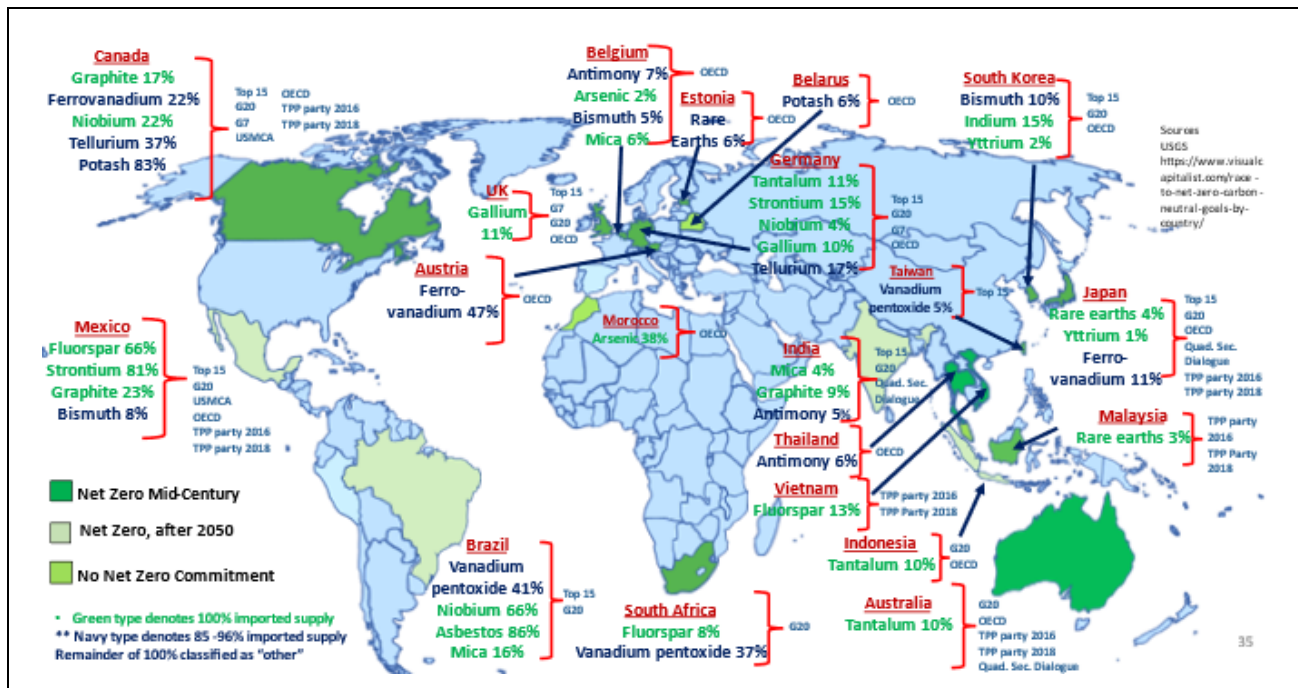 Canada
Graphite 17%
Ferrovanadium 22%
Niobium 22%
Tellurium 37%
Potash 83%
Top 15
G20
G7
USMCA
OECD
TPP party 2016
TPP party 2018
Belgium
Antimony 7%
Arsenic 2%
Bismuth 5%
Mica 6%
OECD
Estonia
Rare
Earths 6%
OECD
Belarus
Potash 6%
OECD
South Korea
Bismuth 10%
Indium 15%
Yttrium 2%
Top 15
G20
OECD
Sources
USGS
https://www.visualc
apitalist.com/race -
to-net-zero-carbon -
neutral-goals-by-
country/
UK
Gallium
11%
Top 15
G7
G20
OECD
Germany
Tantalum 11%
Strontium 15%
Niobium 4%
Gallium 10%
Tellurium 17%
Top 15
G20
G7
OECD
Austria
Ferro-
vanadium 47%
OECD
Taiwan
Vanadium
pentoxide 5%
Top 15
Japan
Rare earths 4%
Yttrium 1%
Ferro-
vanadium 11%
Top 15
G20
OECD
Quad. Sec.
Dialogue
TPP party 2016
TPP party 2018
Mexico
Fluorspar 66%
Strontium 81%
Graphite 23%
Bismuth 8%
Top 15
G20
USMCA
OECD
TPP party 2016
TPP party 2018
Morocco
Arsenic 38%
OECD
India
Mica 4%
Graphite 9%
Antimony 5%
Top 15
G20
Quad. Sec.
Dialogue
Malaysia
Rare earths 3%
TPP party
2016
TPP Party
2018
Thailand
Antimony 6%
OECD
Vietnam
Fluorspar 13%
TPP party 2016
TPP Party 2018
Indonesia
Tantalum 10%
G20
OECD
Net Zero Mid-Century
Net Zero, after 2050
No Net Zero Commitment
Brazil
Vanadium
pentoxide 41%
Niobium 66%
Asbestos 86%
Mica 16%
Top 15
G20
South Africa
Fluorspar 8%
Vanadium pentoxide 37%
G20
Australia
Tantalum 10%
G20
OECD
TPP party 2016
TPP party 2018
Quad. Sec. Dialogue
* Green type denotes 100% imported supply
** Navy type denotes 85 -96% imported supply
Remainder of 100% classified as "other"
35